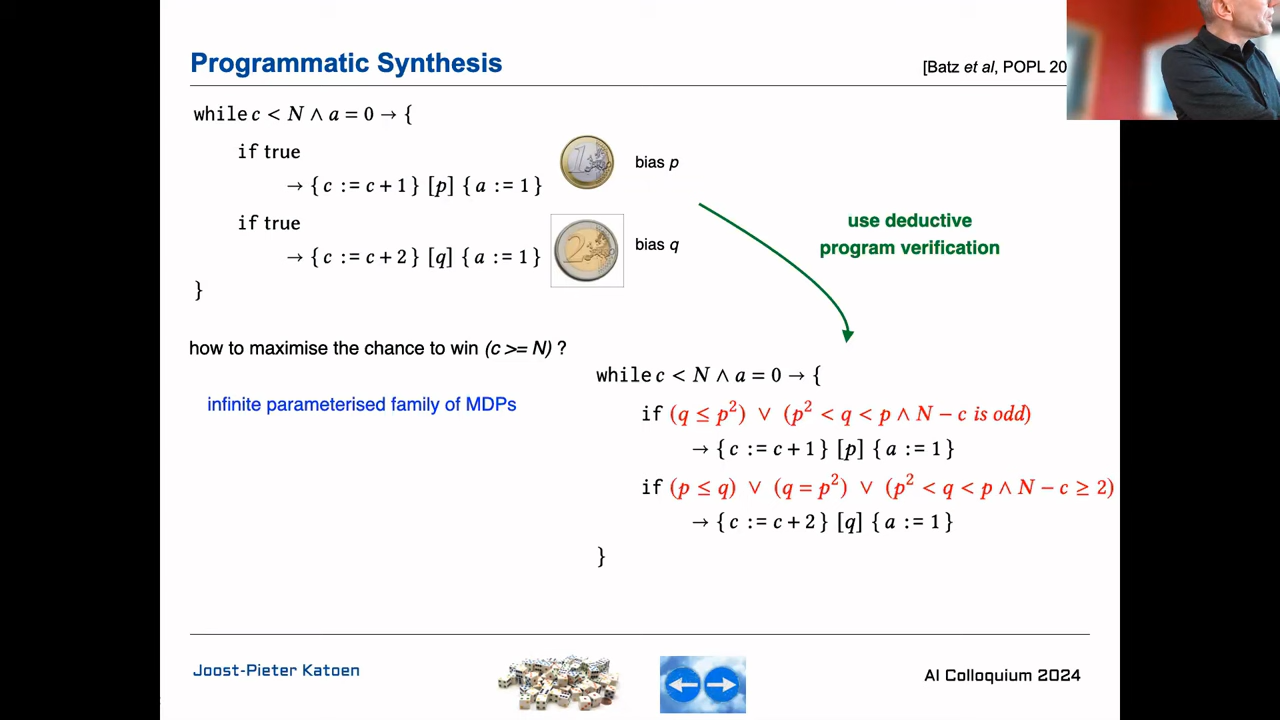 Programmatic Synthesis
[Batz et al, POPL 20
while c < N ∧ a = 0 → {
if true
→ { c := c + 1 } [p] { a := 1 }
bias p
if true
→ { c := c + 2 } [q] { a := 1 }
bias q
}
use deductive
program verification
how to maximise the chance to win (c >= N) ?
infinite parameterised family of MDPs
while c < N ∧ a = 0 → {
if (q ≤ p²) ∨ (p² < q < p ∧ N − c is odd)
→ { c := c + 1 } [p] { a := 1 }
if (p ≤ q) ∨ (q = p²) ∨ (p² < q < p ∧ N − c ≥ 2)
→ { c := c + 2 } [q] { a := 1 }
}
Joost-Pieter Katoen
AI Colloquium 2024